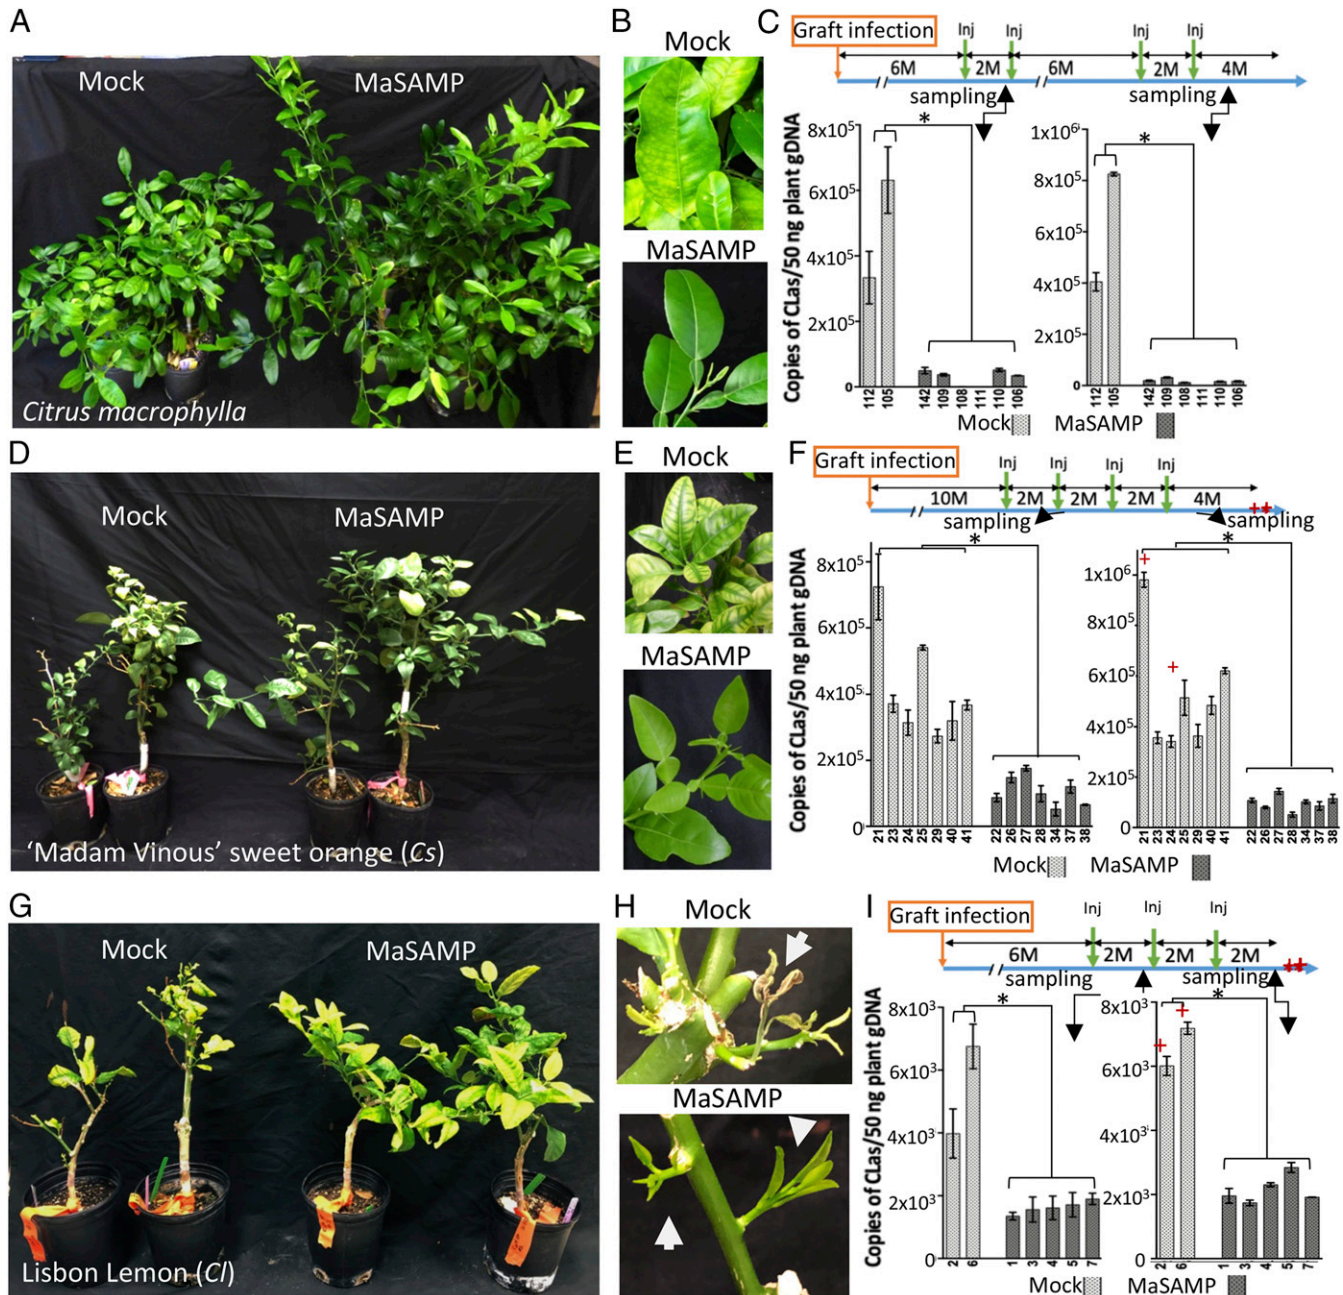 A
Mock
MaSAMP
Citrus macrophylla
B
Mock
MaSAMP
C
Graft infection
Inj Inj Inj Inj
6M 2M 6M 2M 4M
sampling sampling
Copies of CLas/50 ng plant gDNA
8x10⁵
6x10⁵
4x10⁵
2x10⁵
0
*
112 105 142 109 108 111 110 106
1x10⁶
8x10⁵
6x10⁵
4x10⁵
2x10⁵
0
*
112 105 142 109 108 111 110 106
Mock MaSAMP
D
Mock
MaSAMP
'Madam Vinous' sweet orange (Cs)
E
Mock
MaSAMP
F
Graft infection
Inj Inj Inj Inj
10M 2M 2M 2M 4M
++
sampling sampling
Copies of CLas/50 ng plant gDNA
8x10⁵
6x10⁵
4x10⁵
2x10⁵
0
*
21 23 24 25 29 40 41 22 26 27 28 34 37 38
1x10⁶
8x10⁵
6x10⁵
4x10⁵
2x10⁵
0
+ + *
21 23 24 25 29 40 41 22 26 27 28 34 37 38
Mock MaSAMP
G
Mock
MaSAMP
Lisbon Lemon (Cl)
H
Mock
MaSAMP
I
Graft infection
Inj Inj Inj
6M 2M 2M 2M
++
sampling sampling
Copies of CLas/50 ng plant gDNA
8x10³
6x10³
4x10³
2x10³
0
*
2 6 1 3 4 5 7
8x10³
6x10³
4x10³
2x10³
0
+ + *
2 6 1 3 4 5 7
Mock MaSAMP